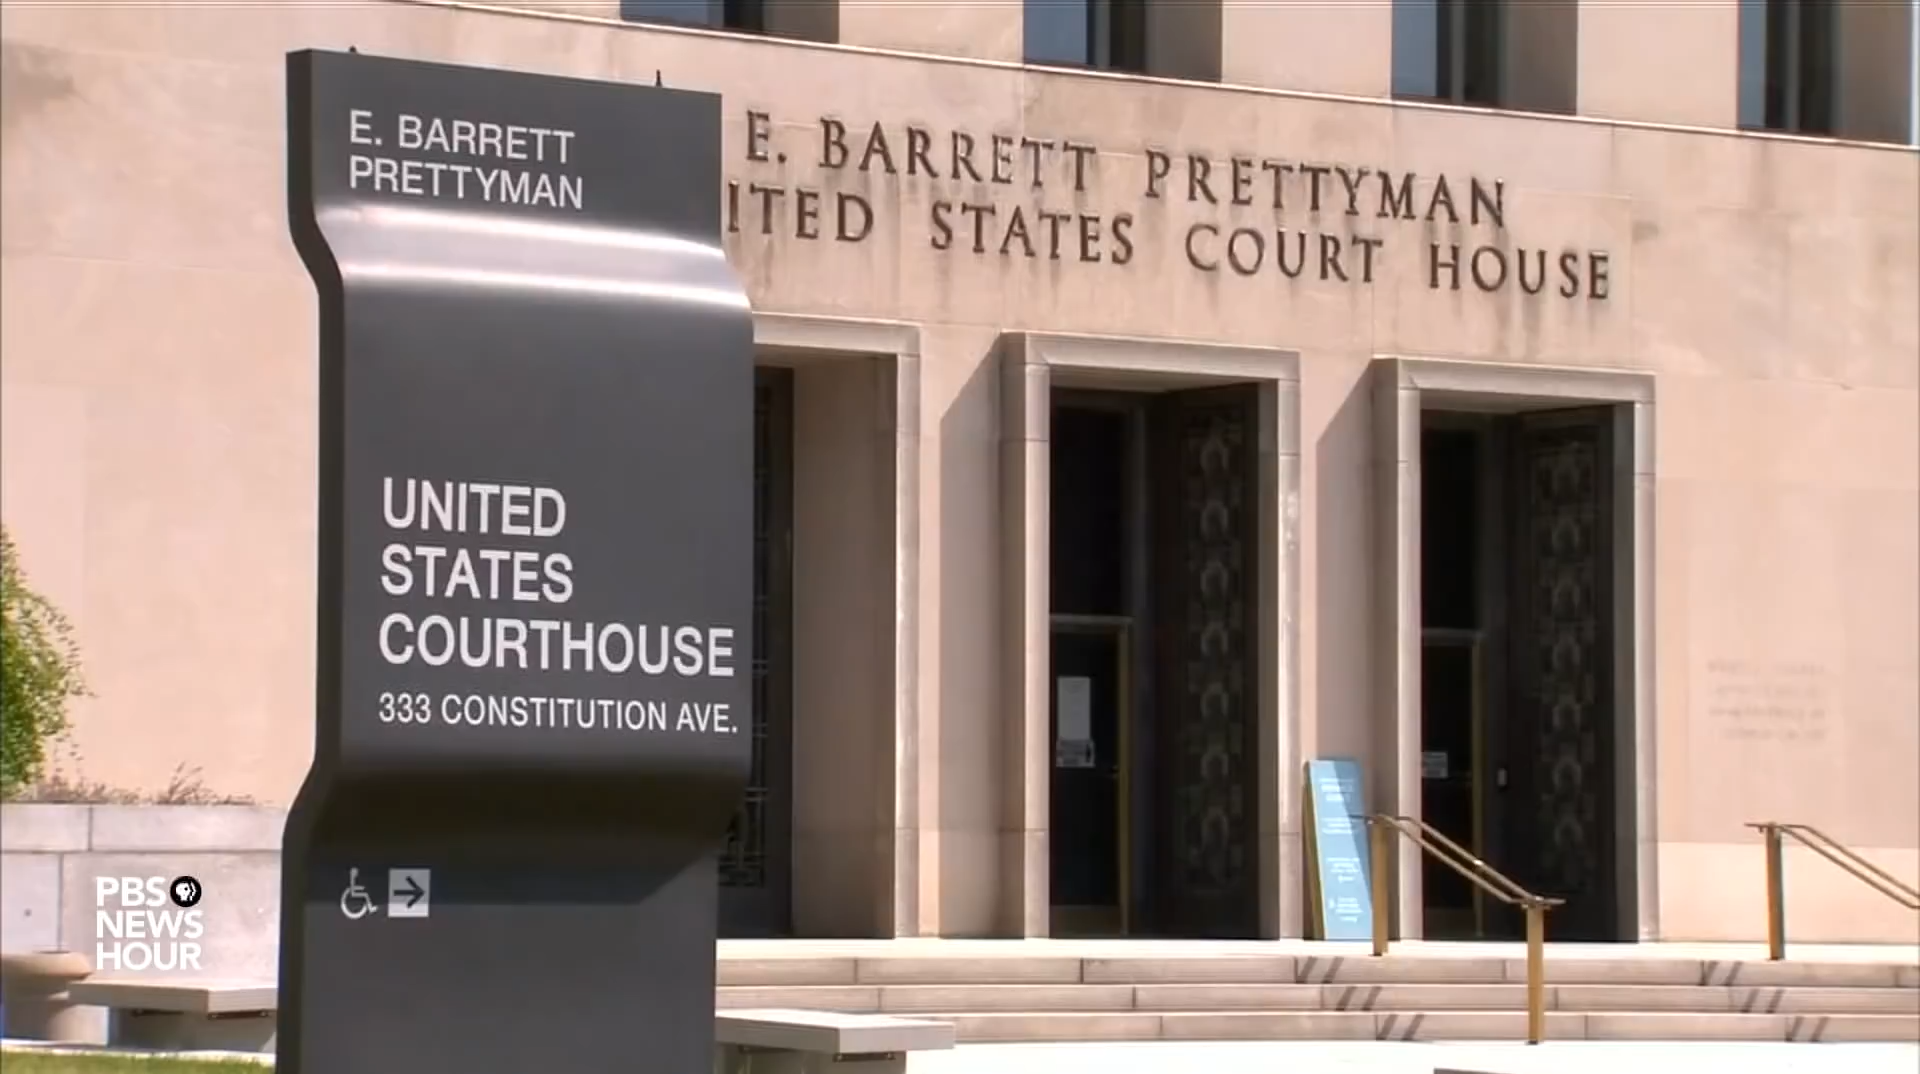 E. BARRETT
PRETTYMAN
UNITED
STATES
COURTHOUSE
333 CONSTITUTION AVE.
E. BARRETT PRETTYMAN
ITED STATES COURT HOUSE
PBS
NEWS
HOUR